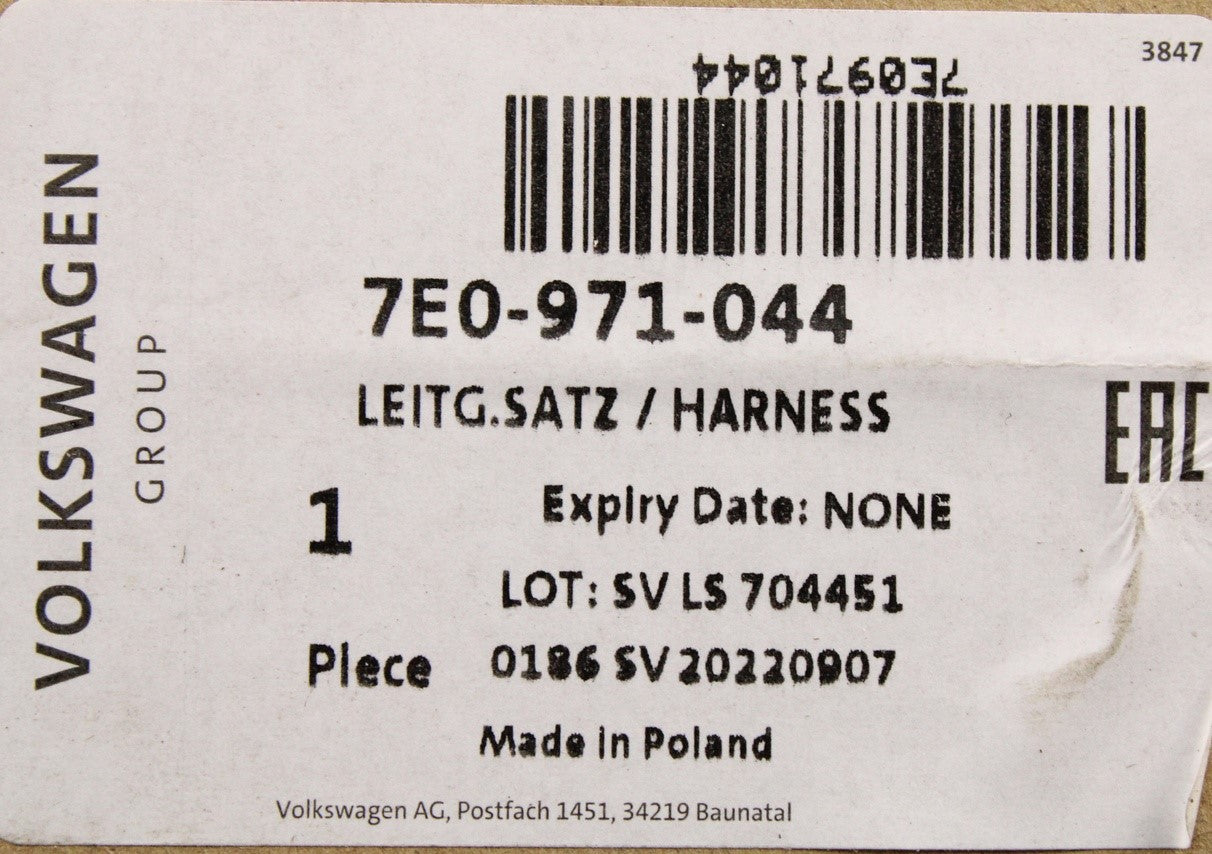 3847
7E0971044
VOLKSWAGEN
GROUP
7E0-971-044
LEITG.SATZ / HARNESS
EAC
1
Expiry Date: NONE
LOT: SV LS 704451
Piece
0186 SV 20220907
Made in Poland
Volkswagen AG, Postfach 1451, 34219 Baunatal